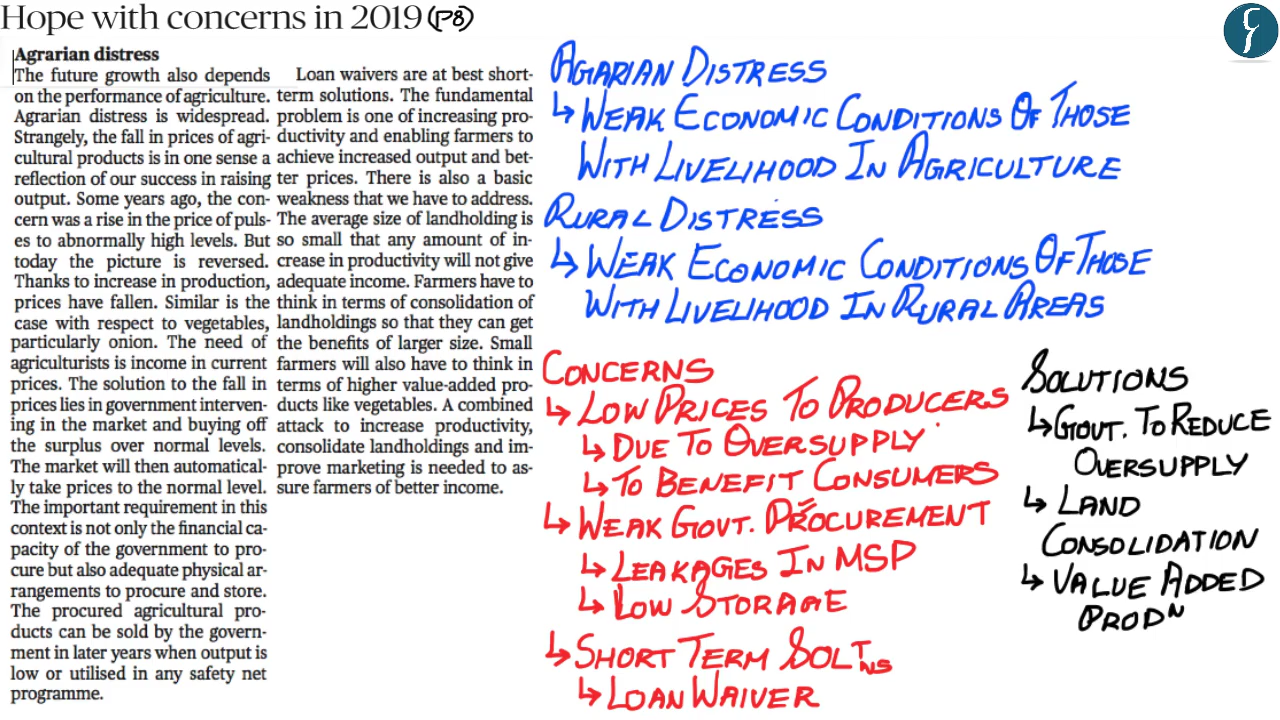 Hope with concerns in 2019 (P8)
Agrarian distress
The future growth also depends
on the performance of agriculture.
Agrarian distress is widespread.
Strangely, the fall in prices of agri-
cultural products is in one sense a
reflection of our success in raising
output. Some years ago, the con-
cern was a rise in the price of puls-
es to abnormally high levels. But
today the picture is reversed.
Thanks to increase in production,
prices have fallen. Similar is the
case with respect to vegetables,
particularly onion. The need of
agriculturists is income in current
prices. The solution to the fall in
prices lies in government interven-
ing in the market and buying off
the surplus over normal levels.
The market will then automatical-
ly take prices to the normal level.
The important requirement in this
context is not only the financial ca-
pacity of the government to pro-
cure but also adequate physical ar-
rangements to procure and store.
The procured agricultural pro-
ducts can be sold by the govern-
ment in later years when output is
low or utilised in any safety net
programme.
Loan waivers are at best short-
term solutions. The fundamental
problem is one of increasing pro-
ductivity and enabling farmers to
achieve increased output and bet-
ter prices. There is also a basic
weakness that we have to address.
The average size of landholding is
so small that any amount of in-
crease in productivity will not give
adequate income. Farmers have to
think in terms of consolidation of
landholdings so that they can get
the benefits of larger size. Small
farmers will also have to think in
terms of higher value-added pro-
ducts like vegetables. A combined
attack to increase productivity,
consolidate landholdings and im-
prove marketing is needed to as-
sure farmers of better income.
AGARIAN DISTRESS
↳ WEAK ECONOMIC CONDITIONS OF THOSE
WITH LIVELIHOOD IN AGRICULTURE
RURAL DISTRESS
↳ WEAK ECONOMIC CONDITIONS OF THOSE
WITH LIVELIHOOD IN RURAL AREAS
CONCERNS
↳ LOW PRICES TO PRODUCERS
↳ DUE TO OVERSUPPLY
↳ TO BENEFIT CONSUMERS
↳ WEAK GOVT. PROCUREMENT
↳ LEAKAGES IN MSP
↳ LOW STORAGE
↳ SHORT TERM SOLTNS
↳ LOAN WAIVER
SOLUTIONS
↳ GOVT. TO REDUCE
OVERSUPPLY
↳ LAND
CONSOLIDATION
↳ VALUE ADDED
PRODN